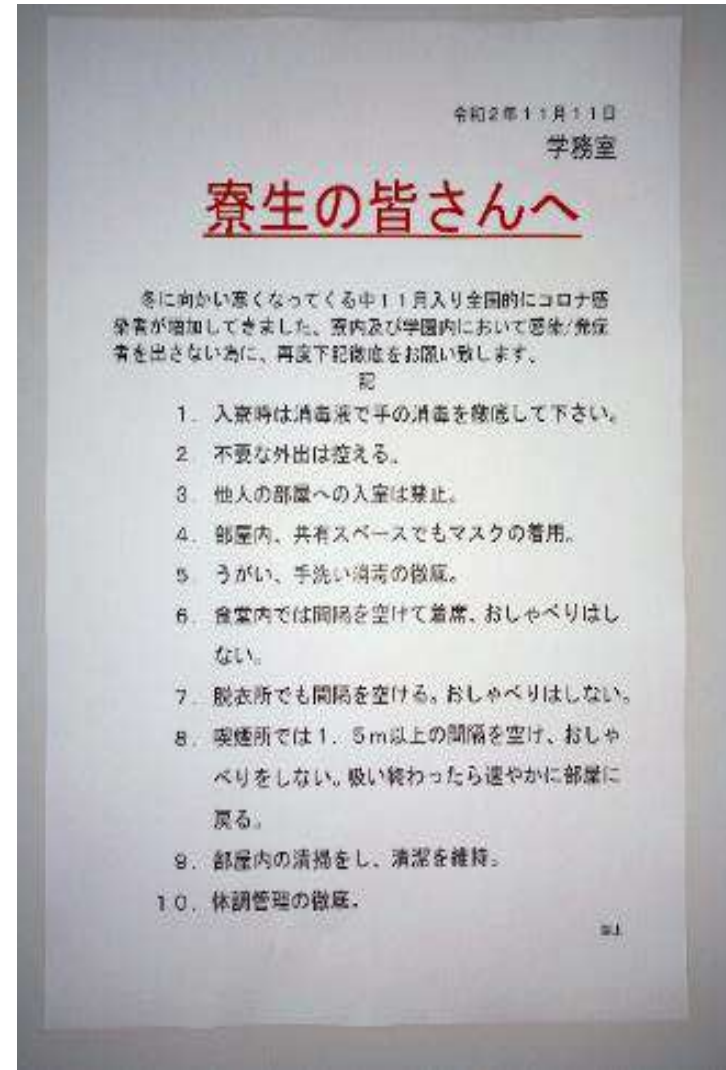 令和2年11月11日
学務室
寮生の皆さんへ
冬に向かい寒くなってくる中11月入り全国的にコロナ感
染者が増加してきました、寮内及び学園内において感染/発症
者を出さない為に、再度下記徹底をお願い致します。
記
1. 入寮時は消毒液で手の消毒を徹底して下さい。
2 不要な外出は控える。
3. 他人の部屋への入室は禁止。
4. 部屋内、共有スペースでもマスクの着用。
5. うがい、手洗い消毒の徹底。
6. 食堂内では間隔を空けて着席、おしゃべりはし
ない。
7. 脱衣所でも間隔を空ける。おしゃべりはしない。
8. 喫煙所では1.5m以上の間隔を空け、おしゃ
べりをしない。吸い終わったら速やかに部屋に
戻る。
9. 部屋内の清掃をし、清潔を維持。
10. 体調管理の徹底。
以上